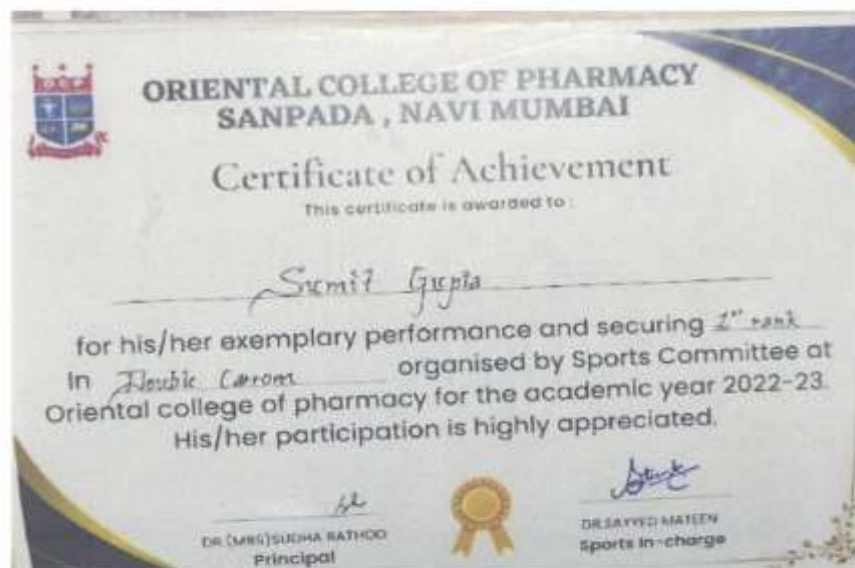 ORIENTAL COLLEGE OF PHARMACY
SANPADA , NAVI MUMBAI
Certificate of Achievement
This certificate is awarded to :
Sumit Gupta
for his/her exemplary performance and securing rank
In Double Carrom organised by Sports Committee at
Oriental college of pharmacy for the academic year 2022-23.
His/her participation is highly appreciated.
DR.(MRS)SUDHA RATHOD
Principal
DR.SAYYED MATEEN
Sports In-charge